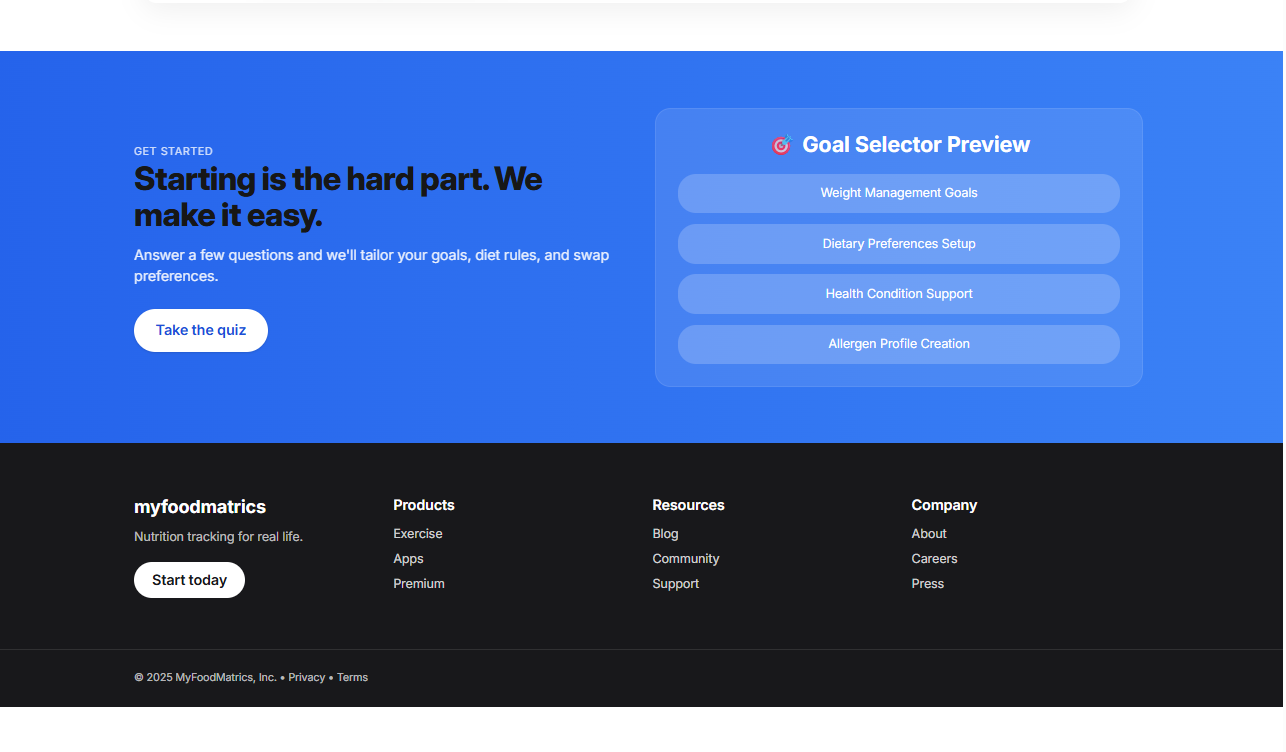 GET STARTED
Starting is the hard part. We
make it easy.
Answer a few questions and we'll tailor your goals, diet rules, and swap
preferences.
Take the quiz
🎯 Goal Selector Preview
Weight Management Goals
Dietary Preferences Setup
Health Condition Support
Allergen Profile Creation
myfoodmatrics
Nutrition tracking for real life.
Start today
Products
Exercise
Apps
Premium
Resources
Blog
Community
Support
Company
About
Careers
Press
© 2025 MyFoodMatrics, Inc. • Privacy • Terms